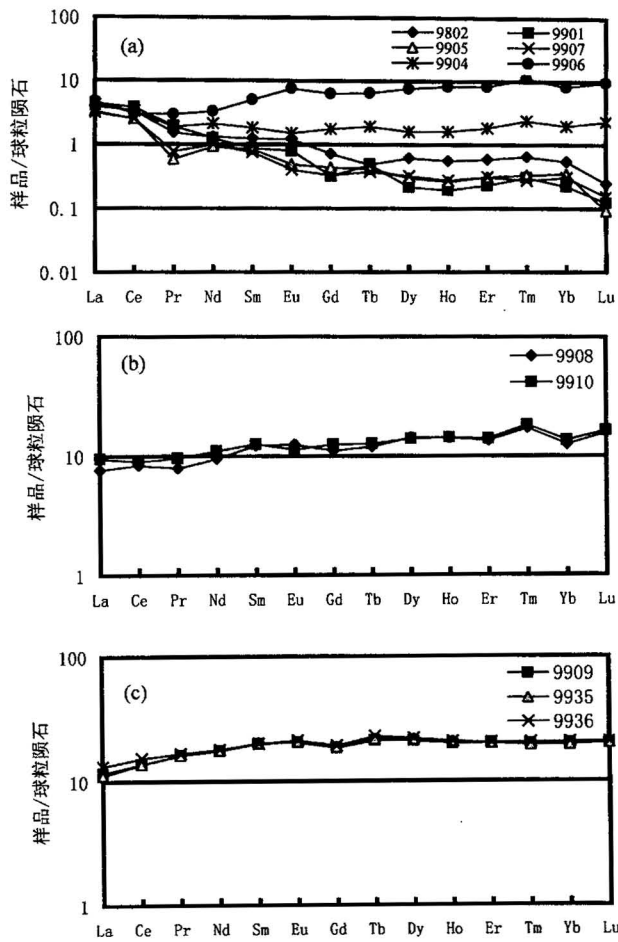 100
(a)
9802
9901
9905
9907
9904
9906
10
1
0.1
0.01
样品/球粒陨石
La Ce Pr Nd Sm Eu Gd Tb Dy Ho Er Tm Yb Lu
100
(b)
9908
9910
10
1
样品/球粒陨石
La Ce Pr Nd Sm Eu Gd Tb Dy Ho Er Tm Yb Lu
100
(c)
9909
9935
9936
10
1
样品/球粒陨石
La Ce Pr Nd Sm Eu Gd Tb Dy Ho Er Tm Yb Lu